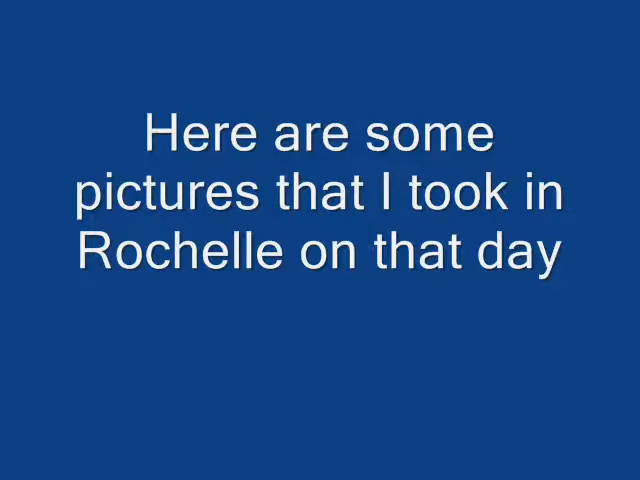 Here are some
pictures that I took in
Rochelle on that day